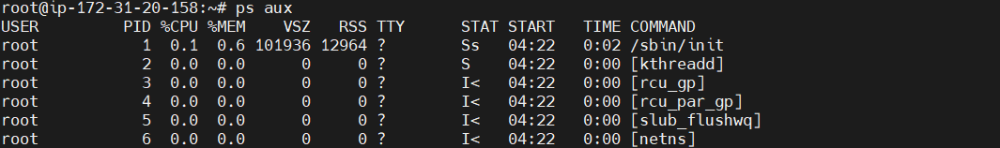 root@ip-172-31-20-158:~# ps aux
USER         PID %CPU %MEM    VSZ   RSS TTY      STAT START   TIME COMMAND
root           1  0.1  0.6 101936 12964 ?        Ss   04:22   0:02 /sbin/init
root           2  0.0  0.0      0     0 ?        S    04:22   0:00 [kthreadd]
root           3  0.0  0.0      0     0 ?        I<   04:22   0:00 [rcu_gp]
root           4  0.0  0.0      0     0 ?        I<   04:22   0:00 [rcu_par_gp]
root           5  0.0  0.0      0     0 ?        I<   04:22   0:00 [slub_flushwq]
root           6  0.0  0.0      0     0 ?        I<   04:22   0:00 [netns]